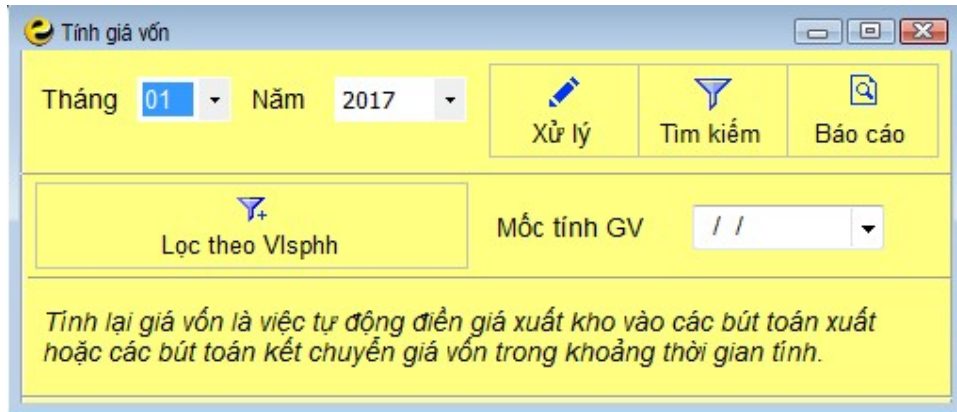 Tính giá vốn
Tháng 01 Năm 2017
Xử lý Tìm kiếm Báo cáo
Lọc theo Vlsphh Mốc tính GV / /
Tính lại giá vốn là việc tự động điền giá xuất kho vào các bút toán xuất
hoặc các bút toán kết chuyển giá vốn trong khoảng thời gian tính.